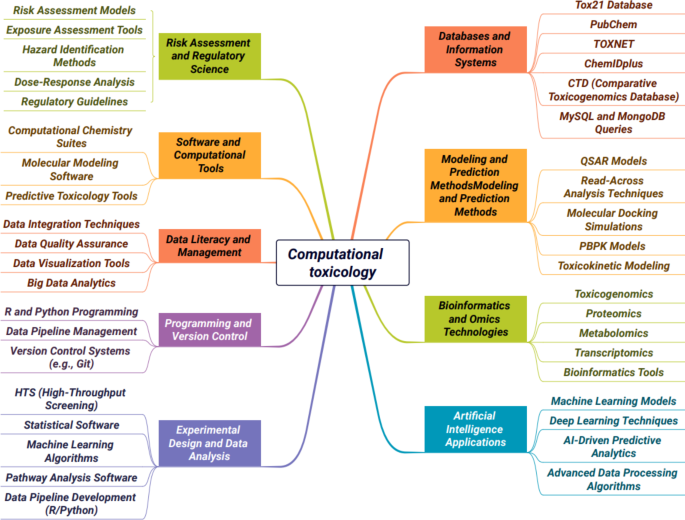 Computational
toxicology
Risk Assessment
and Regulatory
Science
Risk Assessment Models
Exposure Assessment Tools
Hazard Identification
Methods
Dose-Response Analysis
Regulatory Guidelines
Software and
Computational
Tools
Computational Chemistry
Suites
Molecular Modeling
Software
Predictive Toxicology Tools
Data Literacy and
Management
Data Integration Techniques
Data Quality Assurance
Data Visualization Tools
Big Data Analytics
Programming and
Version Control
R and Python Programming
Data Pipeline Management
Version Control Systems
(e.g., Git)
Experimental
Design and Data
Analysis
HTS (High-Throughput
Screening)
Statistical Software
Machine Learning
Algorithms
Pathway Analysis Software
Data Pipeline Development
(R/Python)
Databases and
Information
Systems
Tox21 Database
PubChem
TOXNET
ChemIDplus
CTD (Comparative
Toxicogenomics Database)
MySQL and MongoDB
Queries
Modeling and
Prediction
MethodsModeling
and Prediction
Methods
QSAR Models
Read-Across
Analysis Techniques
Molecular Docking
Simulations
PBPK Models
Toxicokinetic Modeling
Bioinformatics
and Omics
Technologies
Toxicogenomics
Proteomics
Metabolomics
Transcriptomics
Bioinformatics Tools
Artificial
Intelligence
Applications
Machine Learning Models
Deep Learning Techniques
AI-Driven Predictive
Analytics
Advanced Data Processing
Algorithms